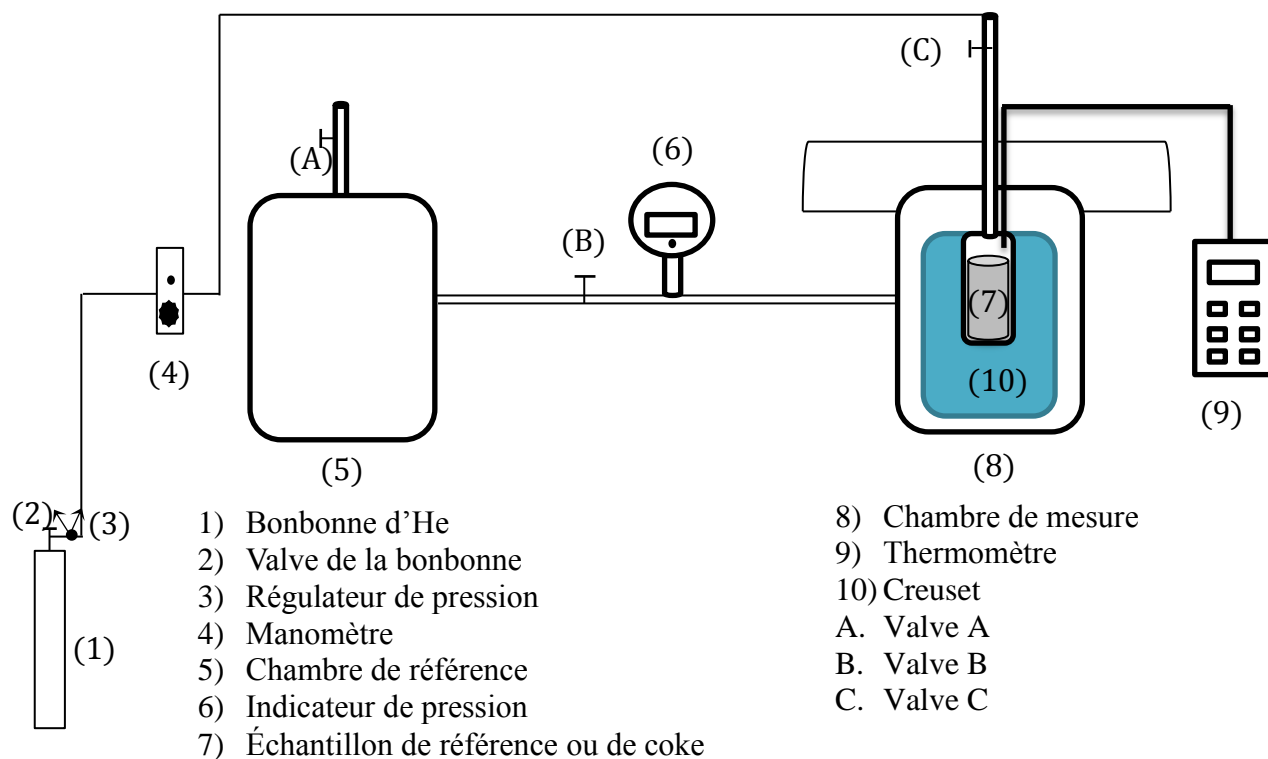 (C)
(A)
(6)
(B)
(7)
(4)
(10)
(9)
(5)
(8)
(2)
(3)
(1)
1) Bonbonne d'He
2) Valve de la bonbonne
3) Régulateur de pression
4) Manomètre
5) Chambre de référence
6) Indicateur de pression
7) Échantillon de référence ou de coke
8) Chambre de mesure
9) Thermomètre
10) Creuset
A. Valve A
B. Valve B
C. Valve C